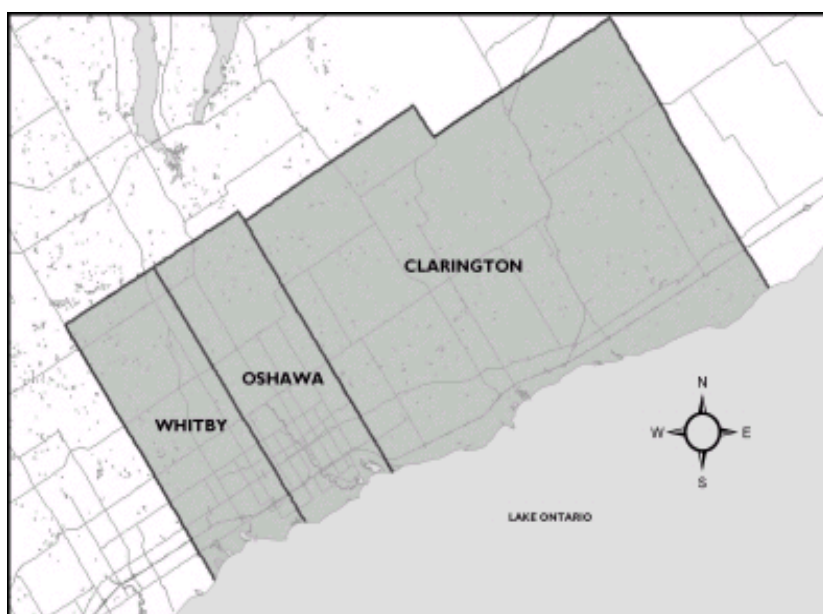 CLARINGTON
OSHAWA
WHITBY
N
W E
S
LAKE ONTARIO